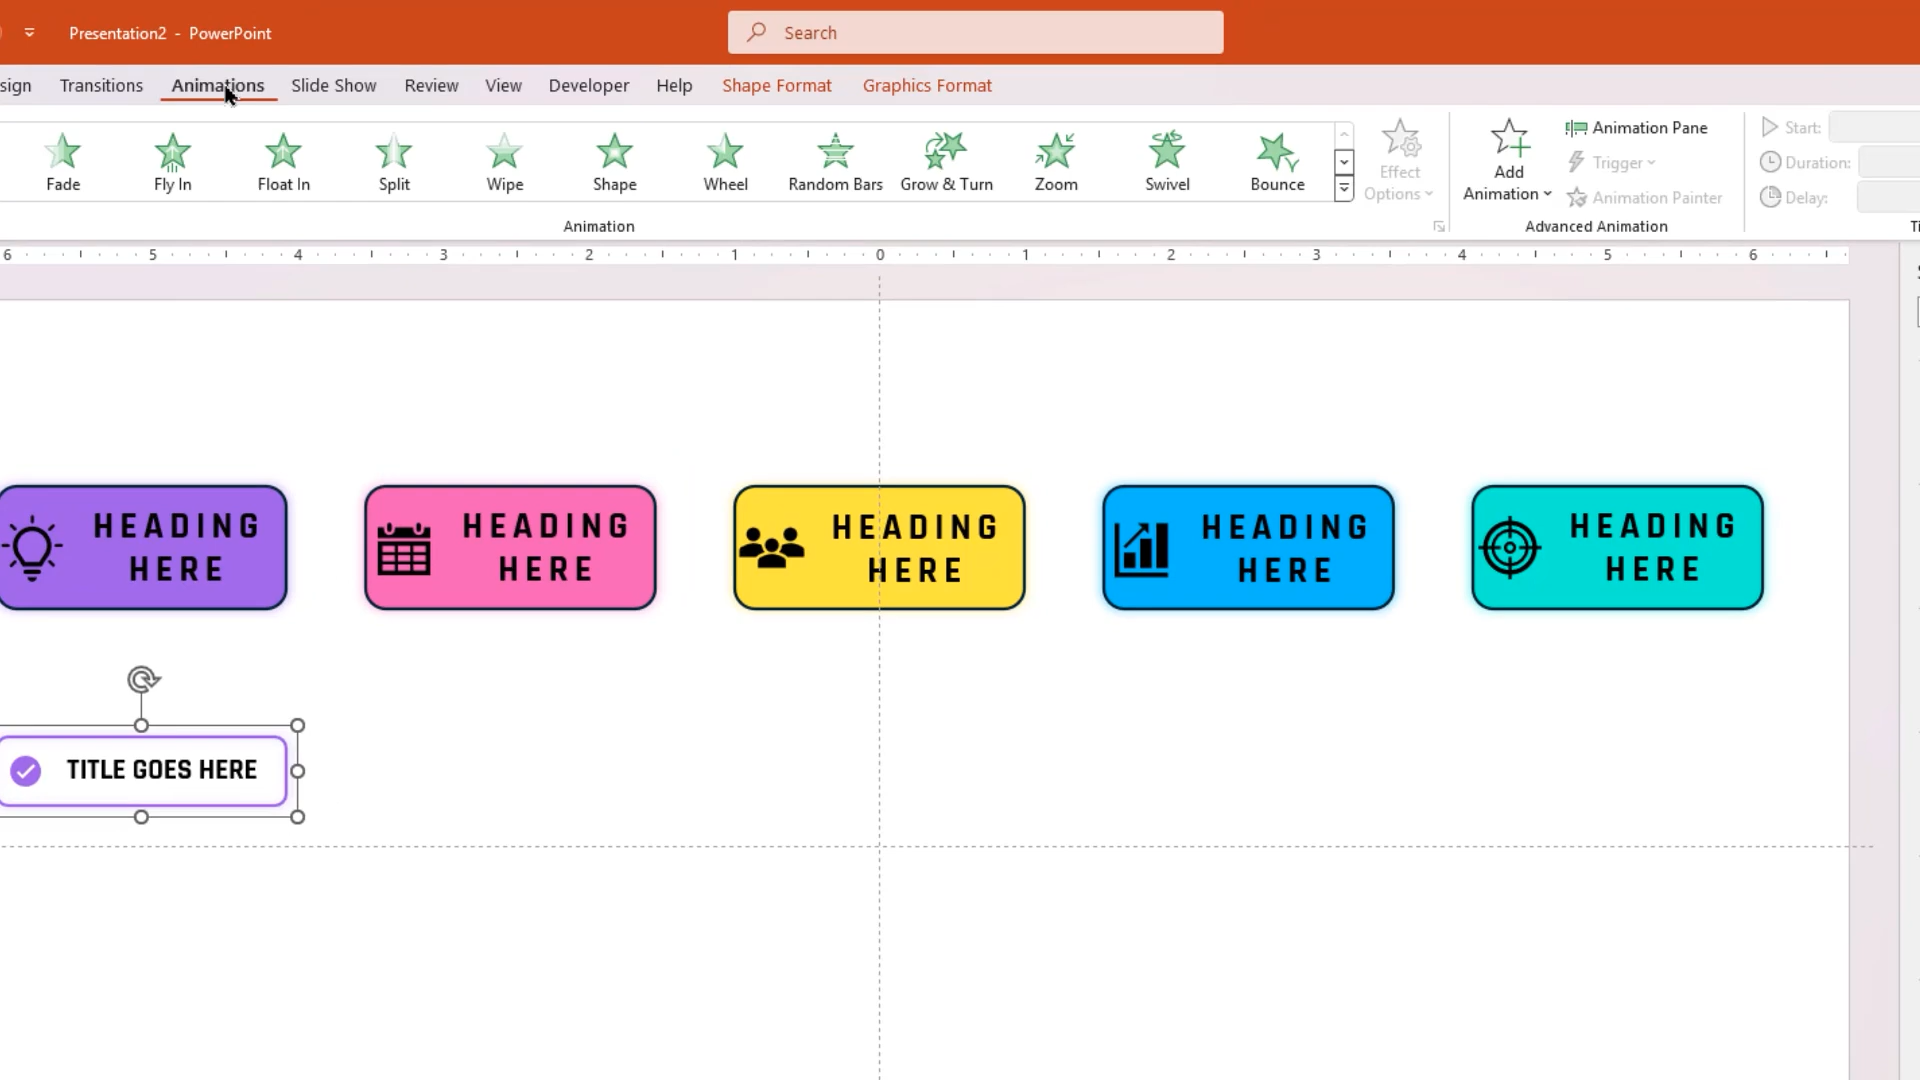 Presentation2 - PowerPoint
Search
sign Transitions Animations Slide Show Review View Developer Help Shape Format Graphics Format
Fade Fly In Float In Split Wipe Shape Wheel Random Bars Grow & Turn Zoom Swivel Bounce
Effect Options
Add Animation
Animation Pane
Trigger
Animation Painter
Start:
Duration:
Delay:
Animation
Advanced Animation
Ti
6 5 4 3 2 1 0 1 2 3 4 5 6
HEADING
HERE
HEADING
HERE
HEADING
HERE
HEADING
HERE
HEADING
HERE
TITLE GOES HERE